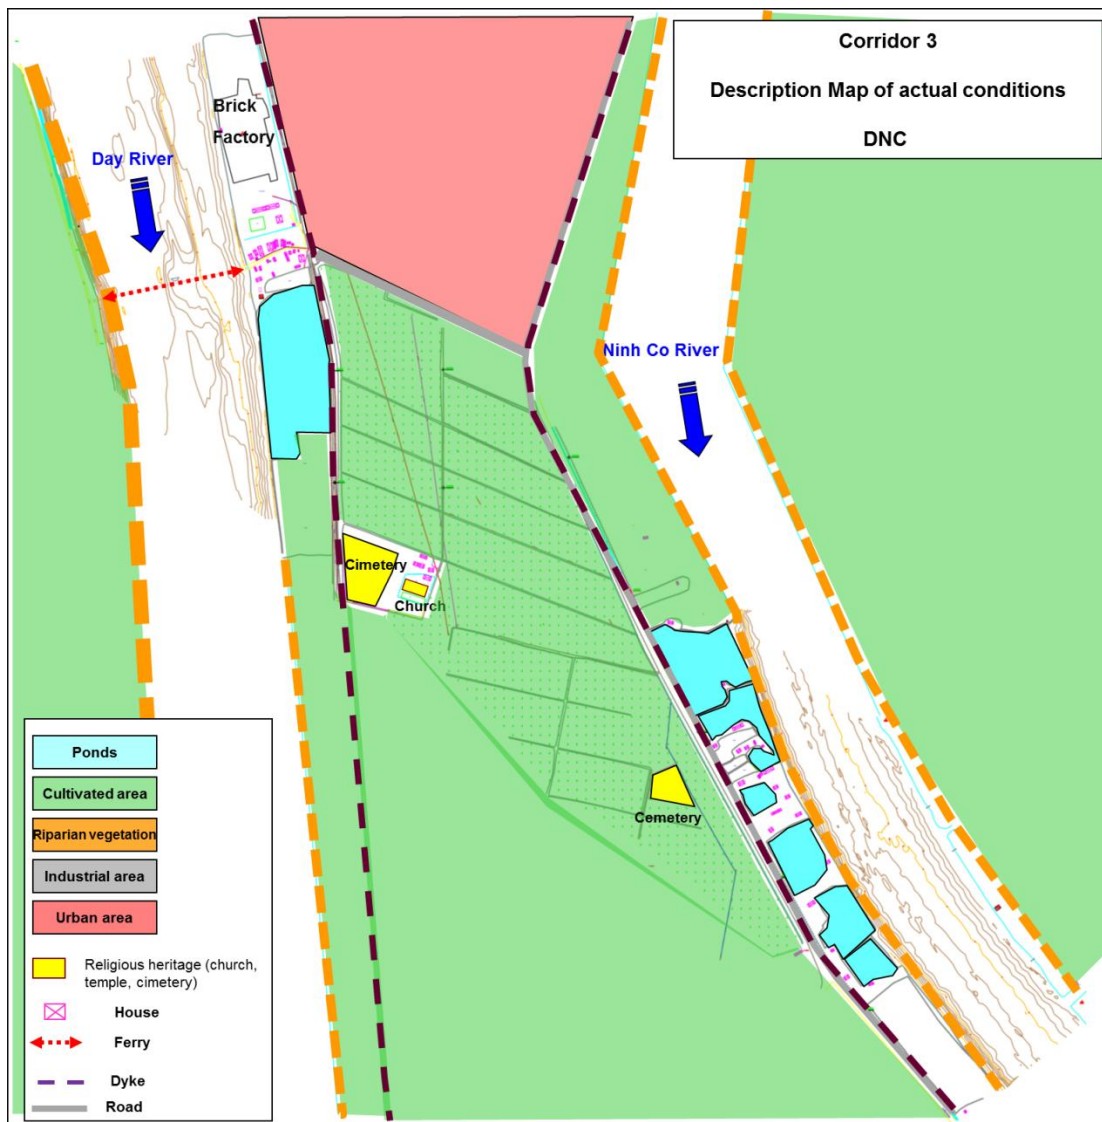 Corridor 3
Description Map of actual conditions
DNC
Brick
Factory
Day River
Ninh Co River
Cimetery
Church
Cemetery
Ponds
Cultivated area
Riparian vegetation
Industrial area
Urban area
Religious heritage (church,
temple, cimetery)
House
Ferry
Dyke
Road